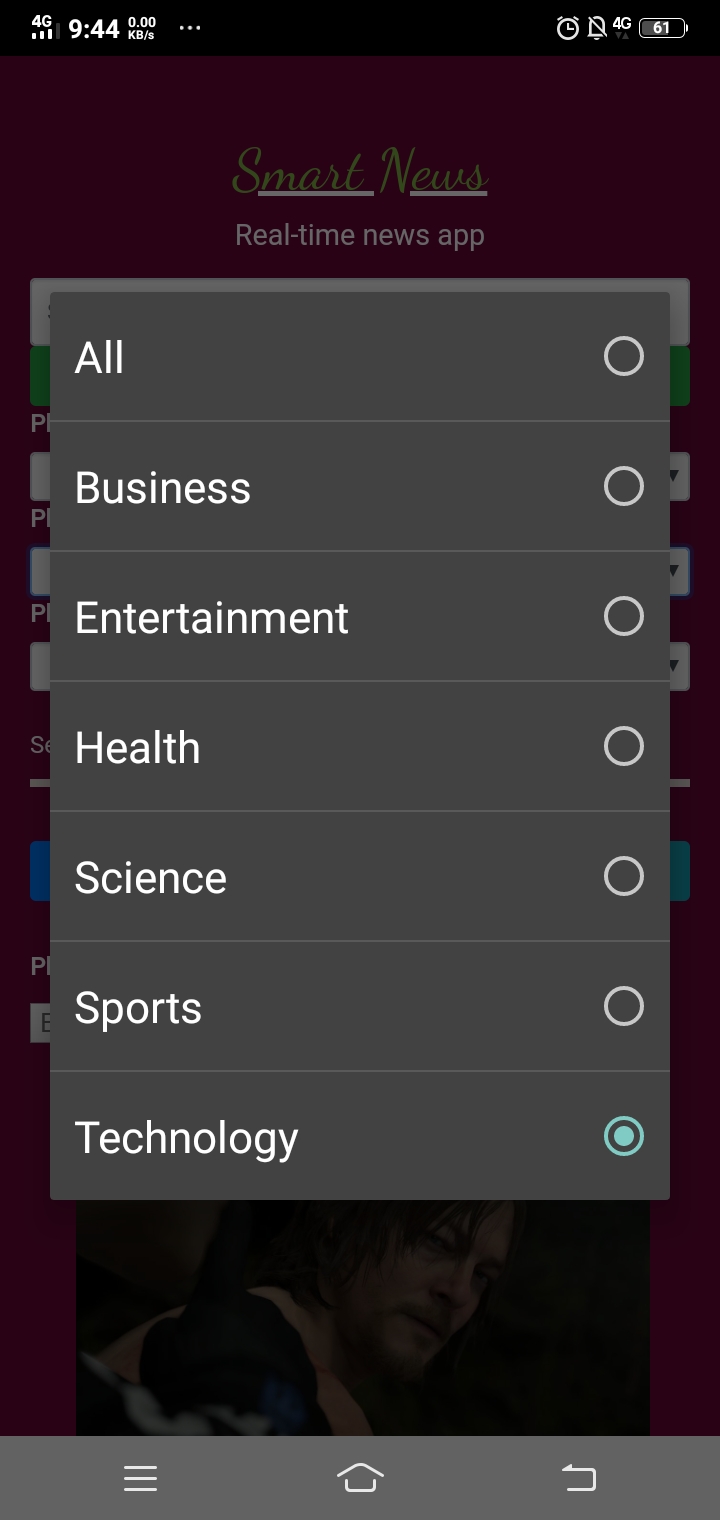 4G 9:44 0.00 KB/s ... 4G 61
Smart News
Real-time news app
All
Business
Entertainment
Health
Science
Sports
Technology